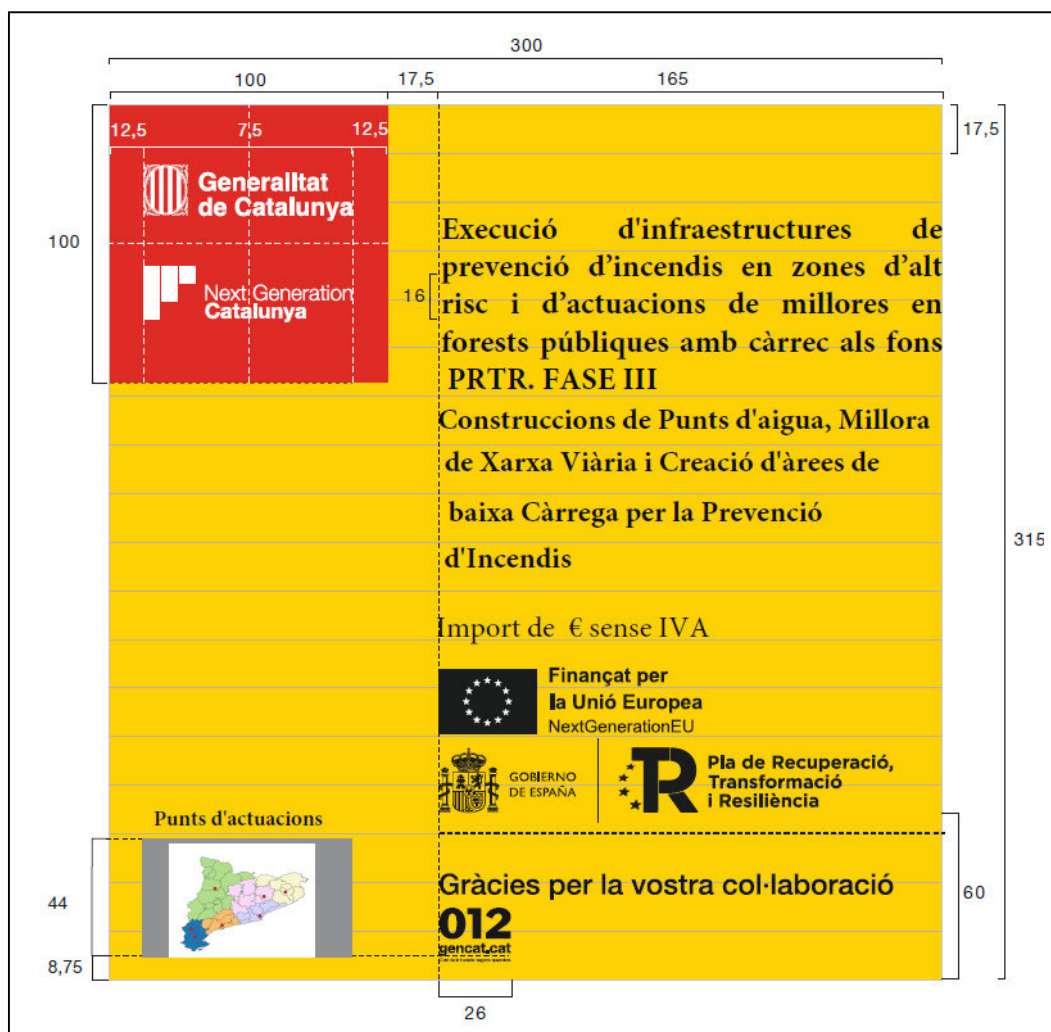 300
100 17,5 165
12,5 7,5 12,5
17,5
Generalltat
de Catalunya
100
Next Generation
Catalunya
16
Execució d'infraestructures de
prevenció d’incendis en zones d’alt
risc i d’actuacions de millores en
forests públiques amb càrrec als fons
PRTR. FASE III
Construccions de Punts d'aigua, Millora
de Xarxa Viària i Creació d'àrees de
baixa Càrrega per la Prevenció
d'Incendis
315
Import de € sense IVA
Finançat per
la Unió Europea
NextGenerationEU
GOBIERNO
DE ESPAÑA
R
Pla de Recuperació,
Transformació
i Resiliència
Punts d'actuacions
44
8,75
Gràcies per la vostra col·laboració
012
gencat.cat
60
26